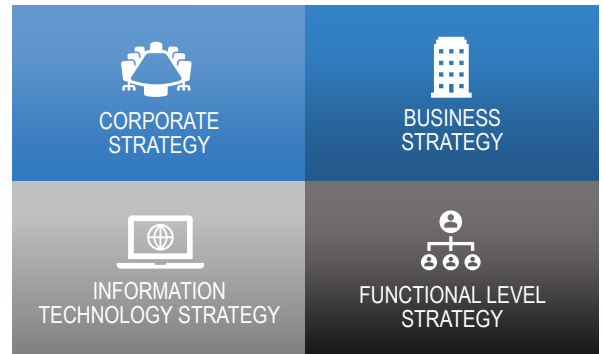 CORPORATE
STRATEGY
BUSINESS
STRATEGY
INFORMATION
TECHNOLOGY STRATEGY
FUNCTIONAL LEVEL
STRATEGY